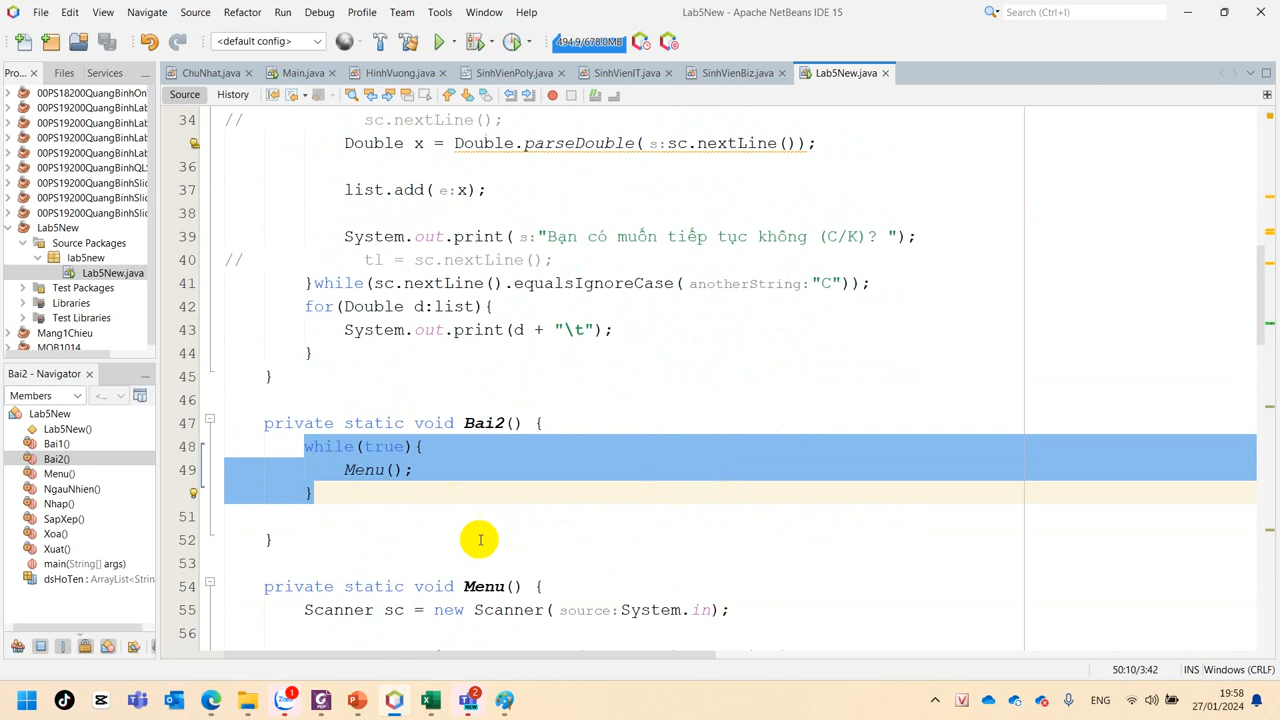 File Edit View Navigate Source Refactor Run Debug Profile Team Tools Window Help
Lab5New - Apache NetBeans IDE 15
Search (Ctrl+I)
<default config>
494.9/678.0MB
Pro... Files Services
ChuNhat.java Main.java HinhVuong.java SinhVienPoly.java SinhVienIT.java SinhVienBiz.java Lab5New.java
Source History
00PS18200QuangBinhOn
00PS19200QuangBinhLab
00PS19200QuangBinhLab
00PS19200QuangBinhQL
00PS19200QuangBinhSlic
00PS19200QuangBinhSlic
00PS19200QuangBinhSlic
00PS19200QuangBinhSlid
Lab5New
Source Packages
lab5new
Lab5New.java
Test Packages
Libraries
Test Libraries
Mang1Chieu
MOB1014
Bai2 - Navigator
Members
<...
Lab5New
Lab5New()
Bai1()
Bai2()
Menu()
NgauNhien()
Nhap()
SapXep()
Xoa()
Xuat()
main(String[] args)
dsHoTen : ArrayList<String
34 // sc.nextLine();
Double x = Double.parseDouble( s:sc.nextLine());
36
37 list.add( e:x);
38
39 System.out.print( s:"Bạn có muốn tiếp tục không (C/K)? ");
40 // tl = sc.nextLine();
41 }while(sc.nextLine().equalsIgnoreCase( anotherString:"C"));
42 for(Double d:list){
43 System.out.print(d + "\t");
44 }
45 }
46
47 private static void Bai2() {
48 while(true){
49 Menu();
}
51
52 }
53
54 private static void Menu() {
55 Scanner sc = new Scanner( source:System.in);
56
50:10/3:42 INS Windows (CRLF)
1
2
NEW
ENG
19:58
27/01/2024